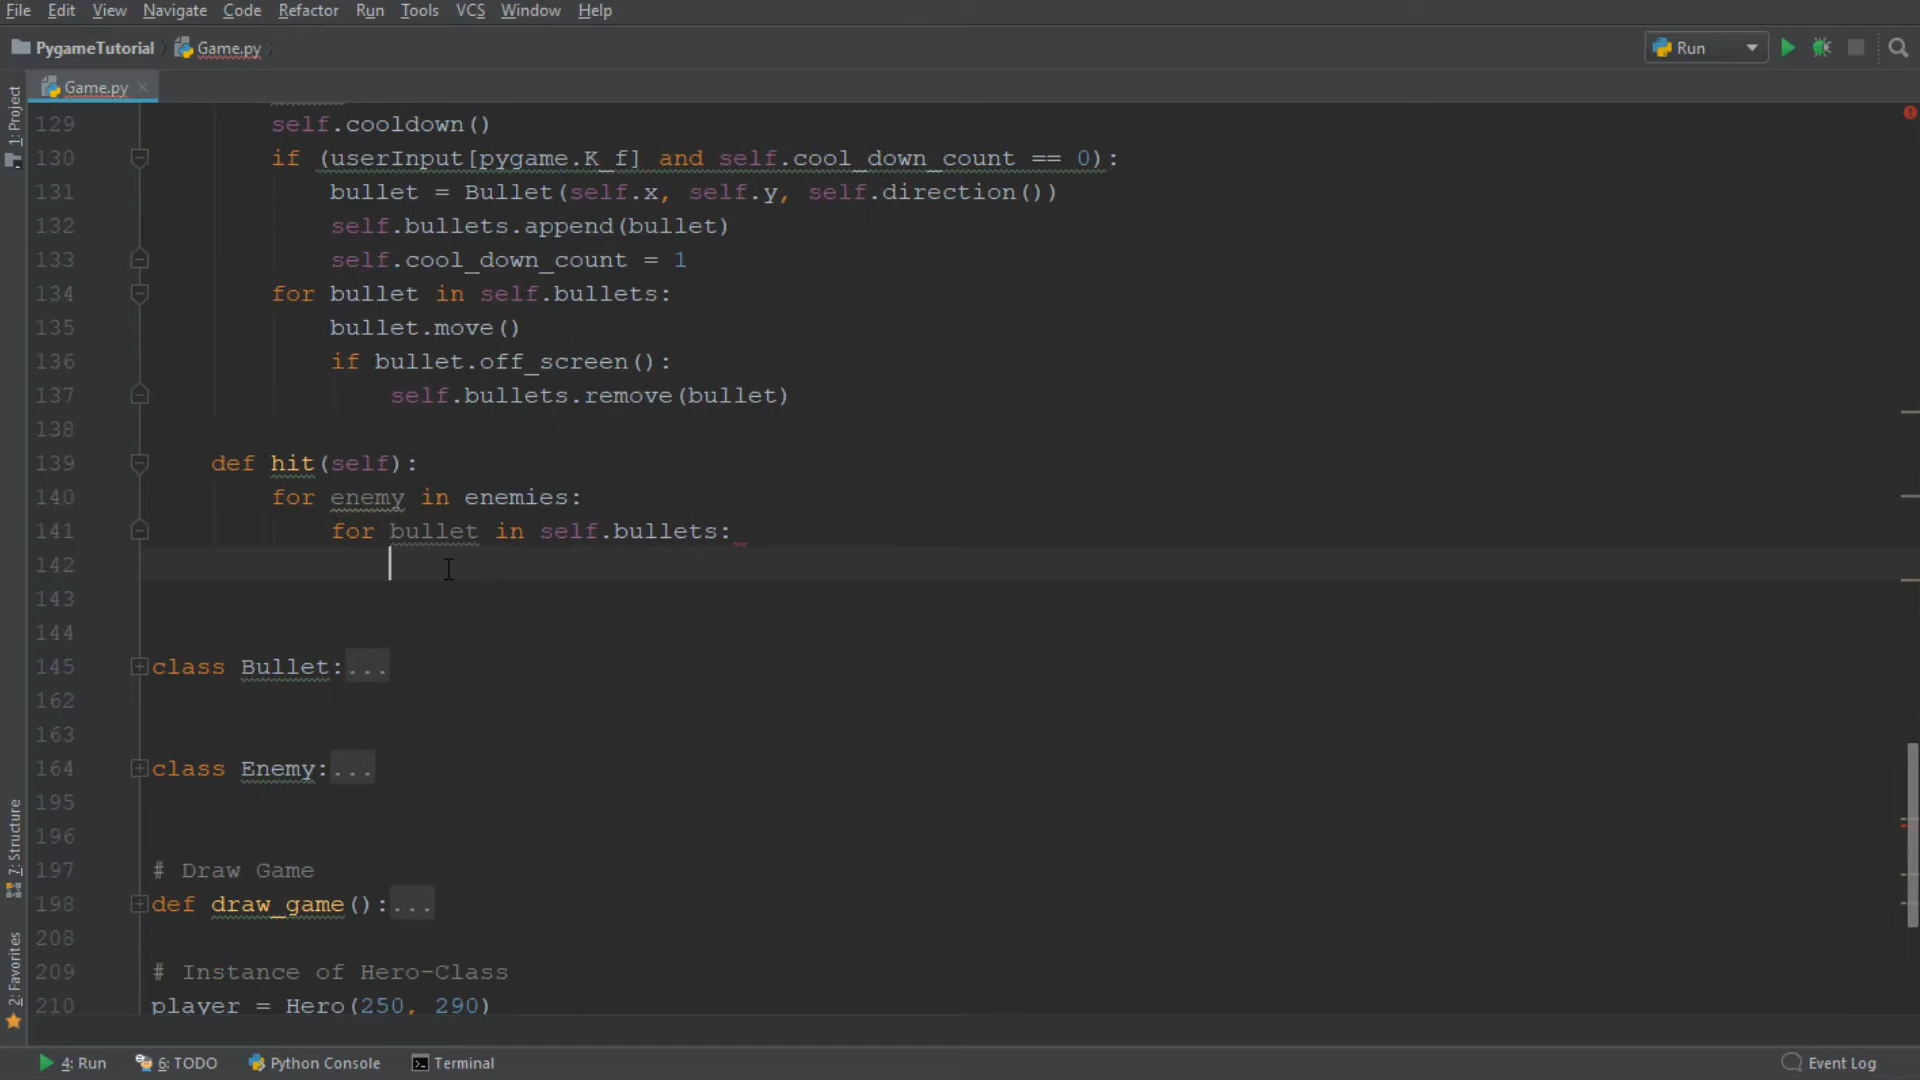 File Edit View Navigate Code Refactor Run Tools VCS Window Help
PygameTutorial Game.py Run
Game.py
1: Project
7: Structure
2: Favorites
129 self.cooldown()
130 if (userInput[pygame.K_f] and self.cool_down_count == 0):
131 bullet = Bullet(self.x, self.y, self.direction())
132 self.bullets.append(bullet)
133 self.cool_down_count = 1
134 for bullet in self.bullets:
135 bullet.move()
136 if bullet.off_screen():
137 self.bullets.remove(bullet)
138
139 def hit(self):
140 for enemy in enemies:
141 for bullet in self.bullets:
142
143
144
145 class Bullet:...
162
163
164 class Enemy:...
195
196
197 # Draw Game
198 def draw_game():...
208
209 # Instance of Hero-Class
210 player = Hero(250, 290)
4: Run 6: TODO Python Console Terminal Event Log